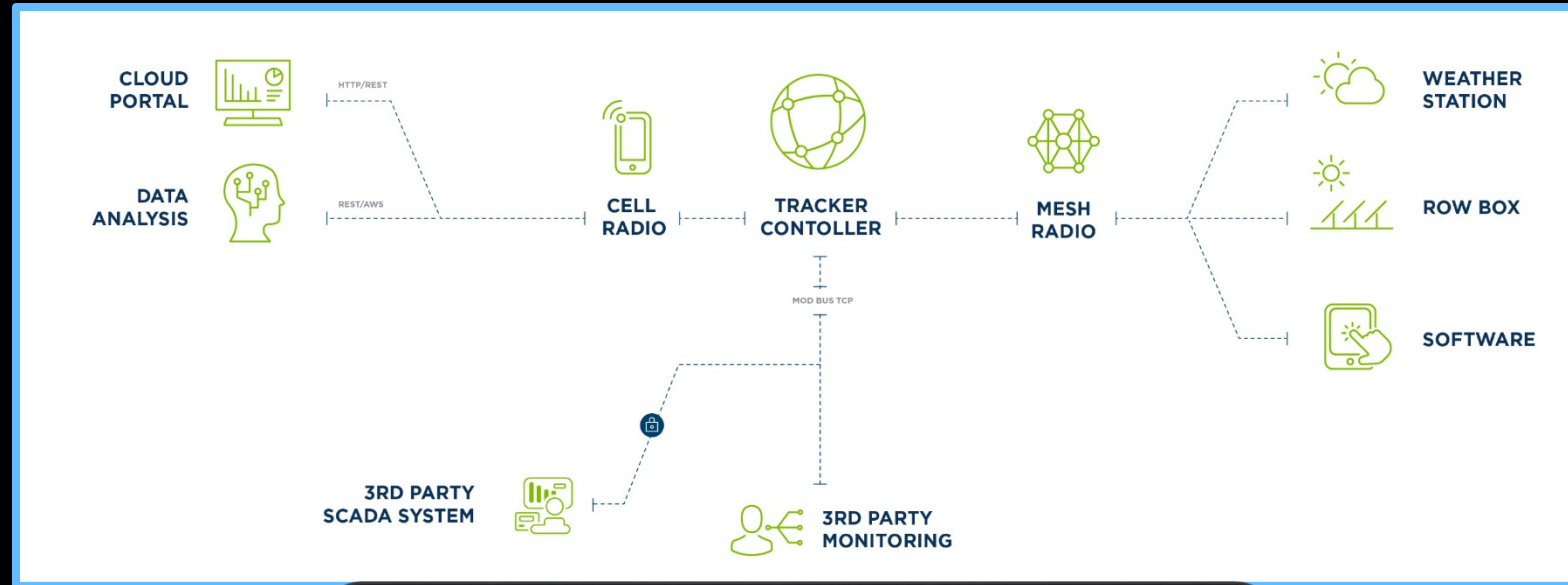 CLOUD
PORTAL
HTTP/REST
DATA
ANALYSIS
REST/AWS
CELL
RADIO
TRACKER
CONTOLLER
MESH
RADIO
WEATHER
STATION
ROW BOX
SOFTWARE
MOD BUS TCP
3RD PARTY
SCADA SYSTEM
3RD PARTY
MONITORING